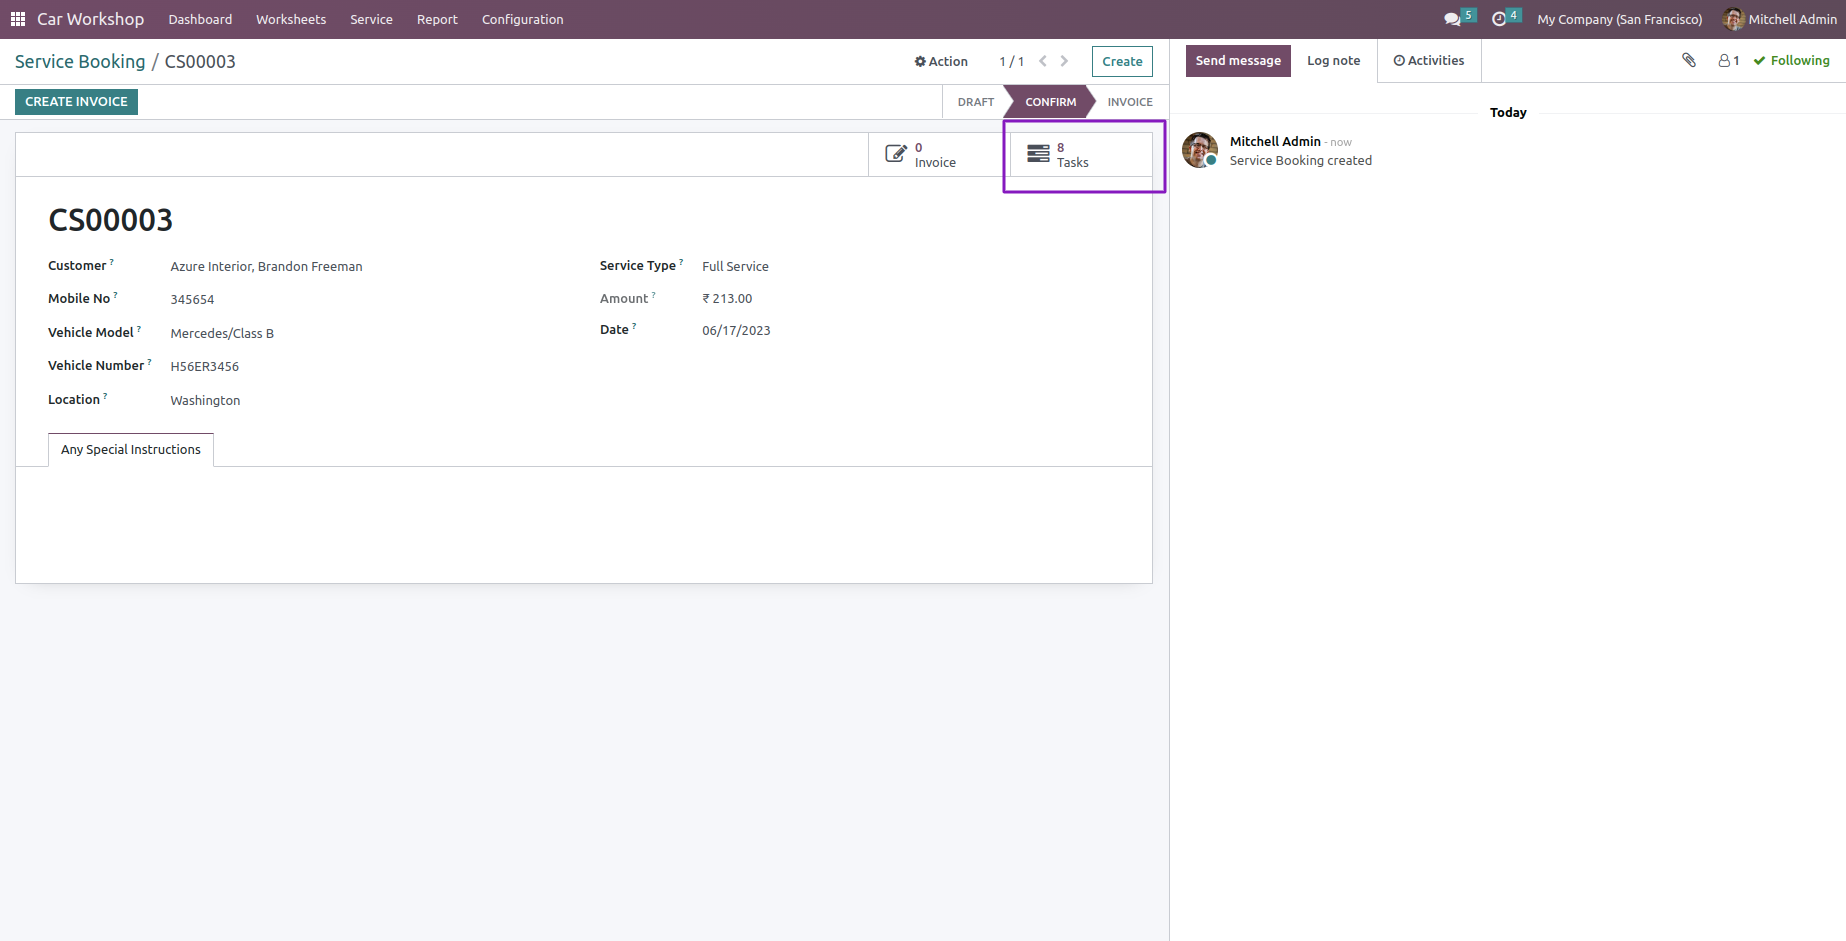 Car Workshop Dashboard Worksheets Service Report Configuration 5 4 My Company (San Francisco) Mitchell Admin
Service Booking / CS00003 Action 1 / 1 Create
Send message Log note Activities 1 Following
CREATE INVOICE DRAFT CONFIRM INVOICE
Today
0
Invoice
8
Tasks
Mitchell Admin - now
Service Booking created
CS00003
Customer ? Azure Interior, Brandon Freeman
Mobile No ? 345654
Vehicle Model ? Mercedes/Class B
Vehicle Number ? H56ER3456
Location ? Washington
Service Type ? Full Service
Amount ? ₹ 213.00
Date ? 06/17/2023
Any Special Instructions